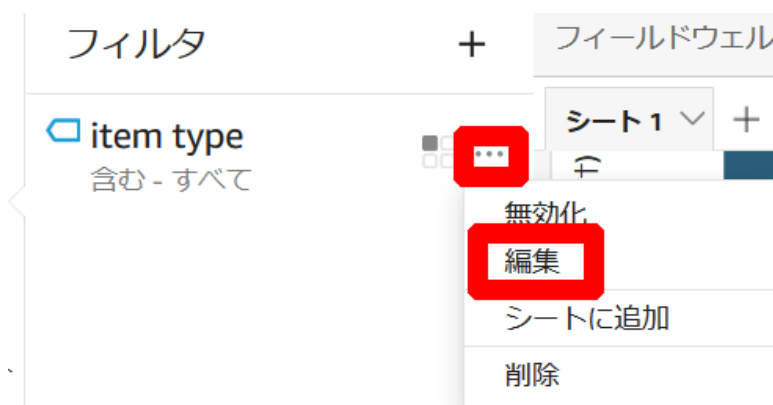 フィルタ +
フィールドウェル
item type
含む - すべて
シート 1 +
無効化
編集
シートに追加
削除